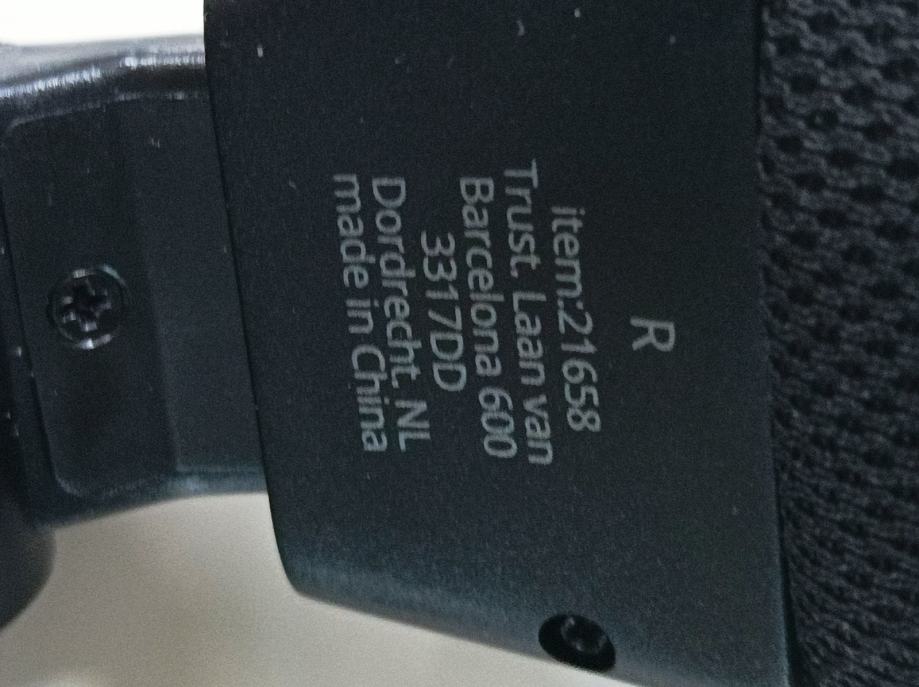 R
item:21658
Trust. Laan van
Barcelona 600
3317DD
Dordrecht. NL
made in China